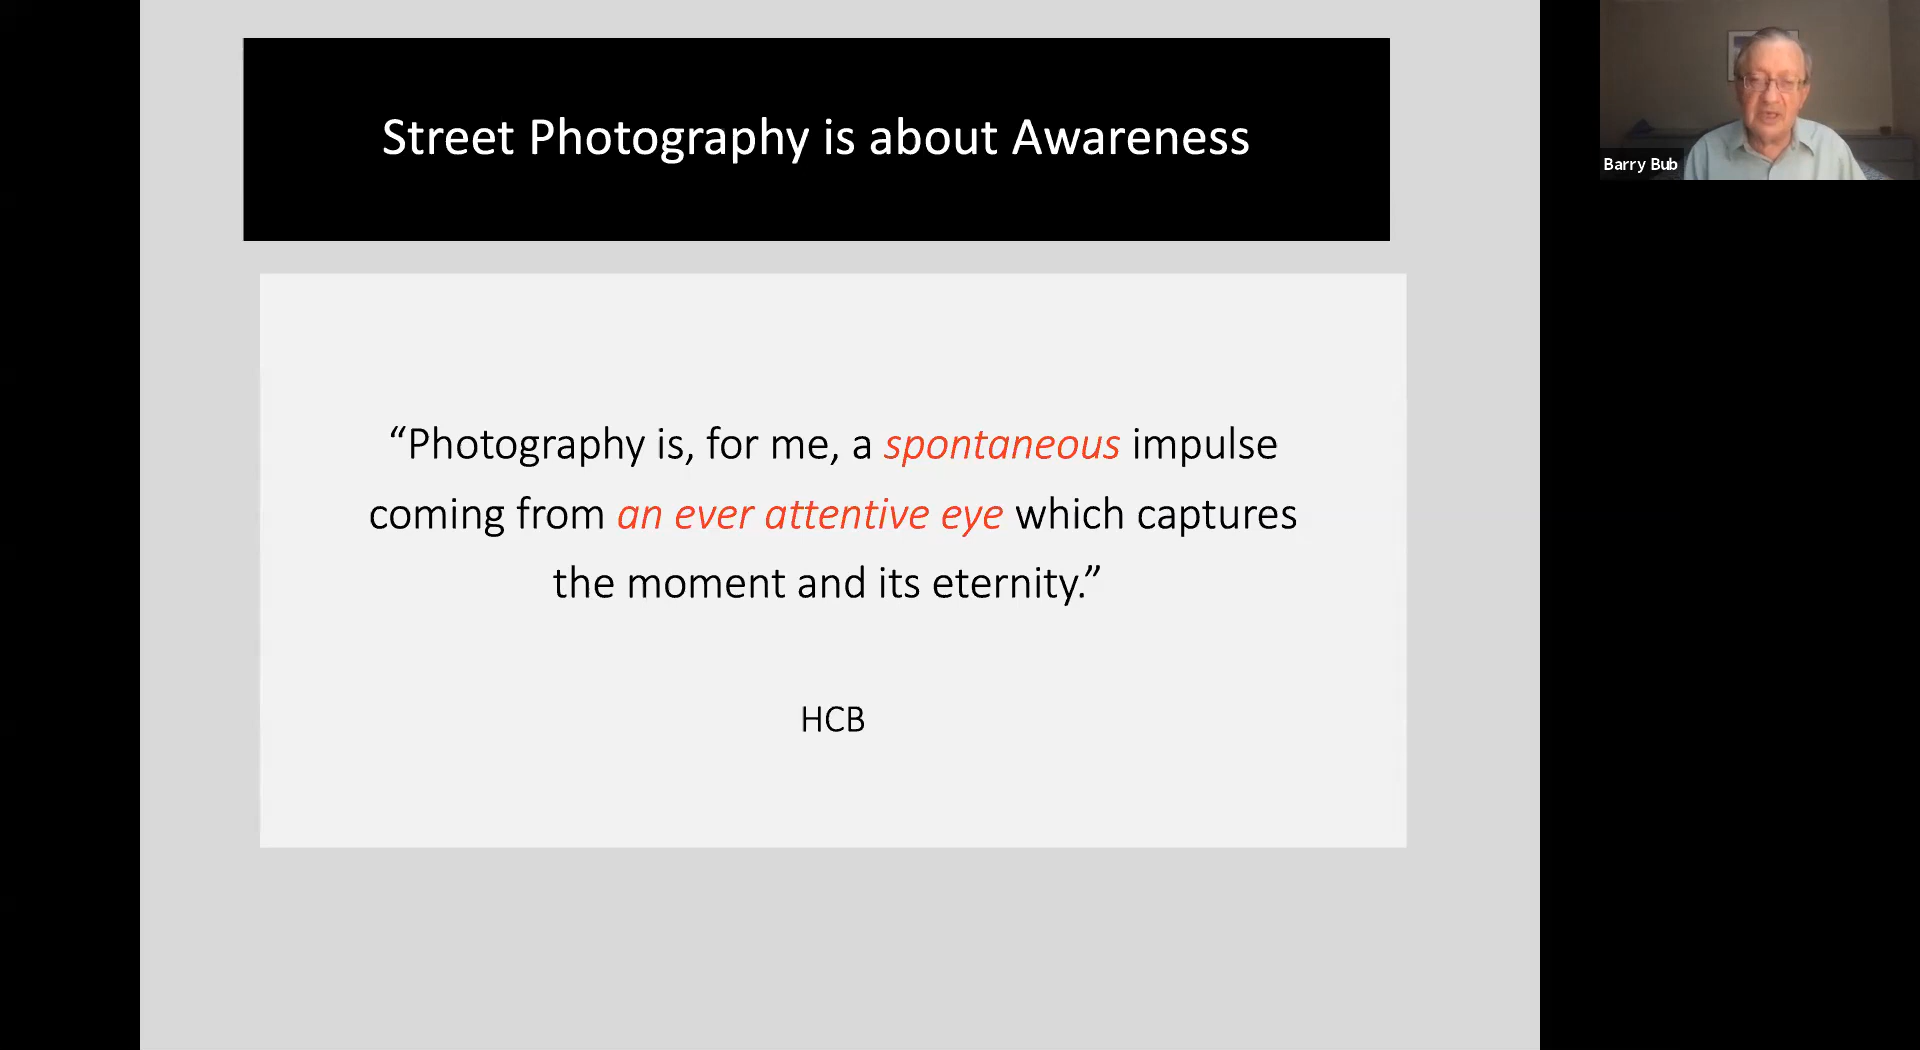 Street Photography is about Awareness
“Photography is, for me, a spontaneous impulse
coming from an ever attentive eye which captures
the moment and its eternity.”
HCB
Barry Bub